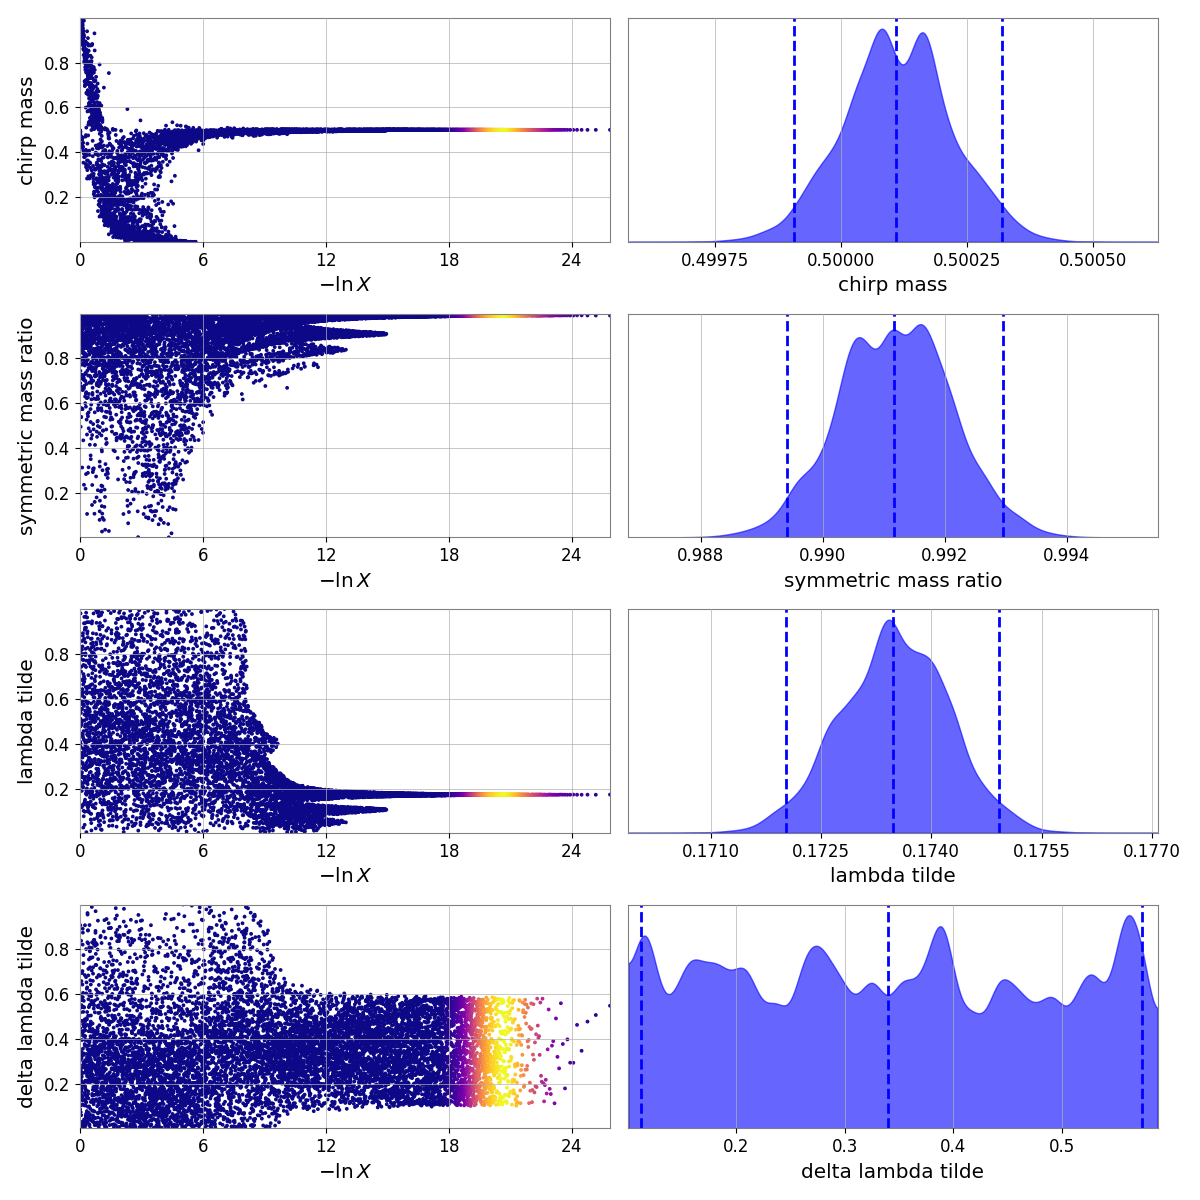 chirp mass
0.8
0.6
0.4
0.2
0 6 12 18 24
−ln X
0.49975 0.50000 0.50025 0.50050
chirp mass
symmetric mass ratio
0.8
0.6
0.4
0.2
0 6 12 18 24
−ln X
0.988 0.990 0.992 0.994
symmetric mass ratio
lambda tilde
0.8
0.6
0.4
0.2
0 6 12 18 24
−ln X
0.1710 0.1725 0.1740 0.1755 0.1770
lambda tilde
delta lambda tilde
0.8
0.6
0.4
0.2
0 6 12 18 24
−ln X
0.2 0.3 0.4 0.5
delta lambda tilde